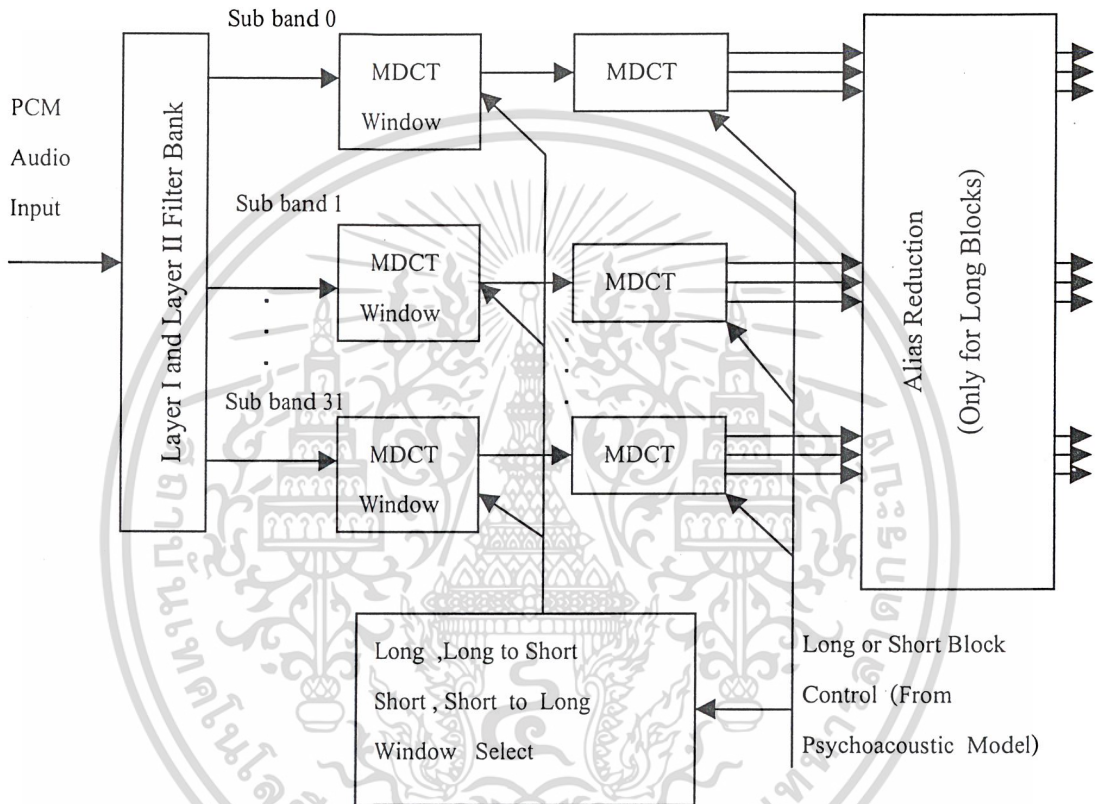 Sub band 0
PCM
Audio
Input
Layer I and Layer II Filter Bank
MDCT
Window
MDCT
Sub band 1
MDCT
Window
MDCT
Sub band 31
MDCT
Window
MDCT
Alias Reduction
(Only for Long Blocks)
Long ,Long to Short
Short , Short to Long
Window Select
Long or Short Block
Control (From
Psychoacoustic Model)